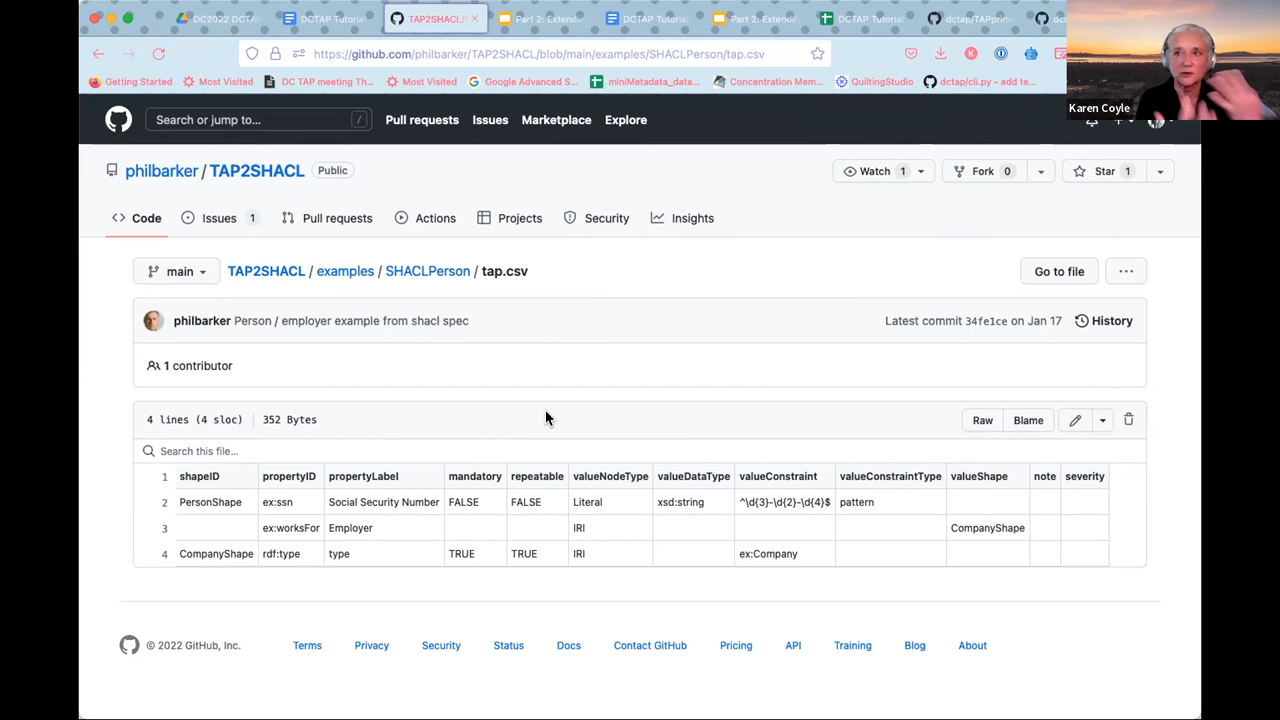 DC2022 DCTA
DCTAP Tutorial
TAP2SHACL/
Part 2: Extendi
DCTAP Tutoria
Part 2: Extendi
DCTAP Tutoria
dctap/TAPprim
https://github.com/philbarker/TAP2SHACL/blob/main/examples/SHACLPerson/tap.csv
Getting Started
Most Visited
DC TAP meeting Th...
Most Visited
Google Advanced S...
miniMetadata_data...
Concentration Mem...
QuiltingStudio
dctap/cli.py - add te...
Karen Coyle
Search or jump to... /
Pull requests
Issues
Marketplace
Explore
philbarker / TAP2SHACL Public
Watch 1
Fork 0
Star 1
Code
Issues 1
Pull requests
Actions
Projects
Security
Insights
main
TAP2SHACL / examples / SHACLPerson / tap.csv
Go to file
...
philbarker Person / employer example from shacl spec
Latest commit 34fe1ce on Jan 17
History
1 contributor
4 lines (4 sloc) 352 Bytes
Raw
Blame
Search this file...
1 shapeID propertyID propertyLabel mandatory repeatable valueNodeType valueDataType valueConstraint valueConstraintType valueShape note severity
2 PersonShape ex:ssn Social Security Number FALSE FALSE Literal xsd:string ^\d{3}-\d{2}-\d{4}$ pattern
3 ex:worksFor Employer IRI CompanyShape
4 CompanyShape rdf:type type TRUE TRUE IRI ex:Company
© 2022 GitHub, Inc.
Terms
Privacy
Security
Status
Docs
Contact GitHub
Pricing
API
Training
Blog
About